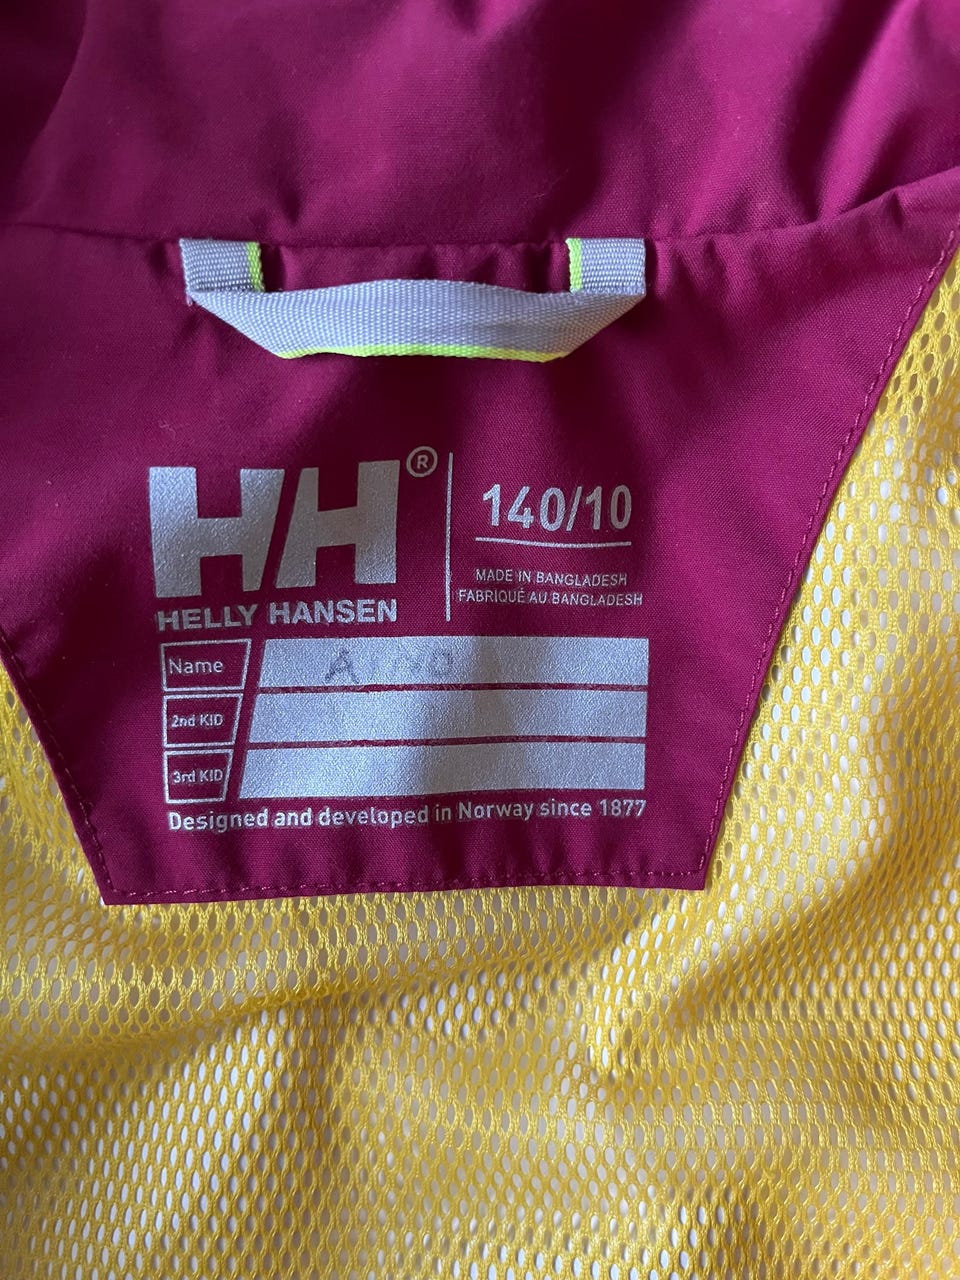 HH®
HELLY HANSEN
140/10
MADE IN BANGLADESH
FABRIQUÉ AU BANGLADESH
Name
2nd KID
3rd KID
Designed and developed in Norway since 1877